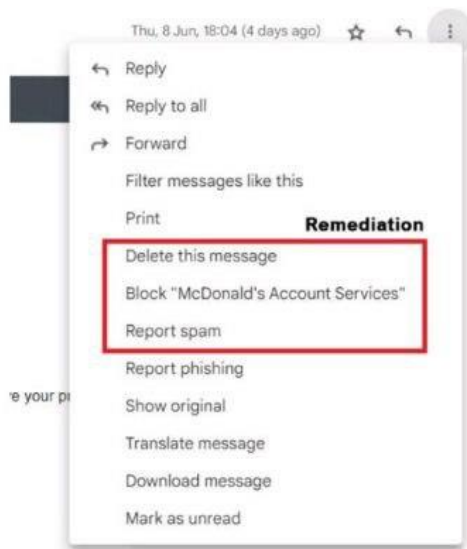 Thu, 8 Jun, 18:04 (4 days ago)
Reply
Reply to all
Forward
Filter messages like this
Print
Remediation
Delete this message
Block "McDonald's Account Services"
Report spam
Report phishing
e your pr
Show original
Translate message
Download message
Mark as unread